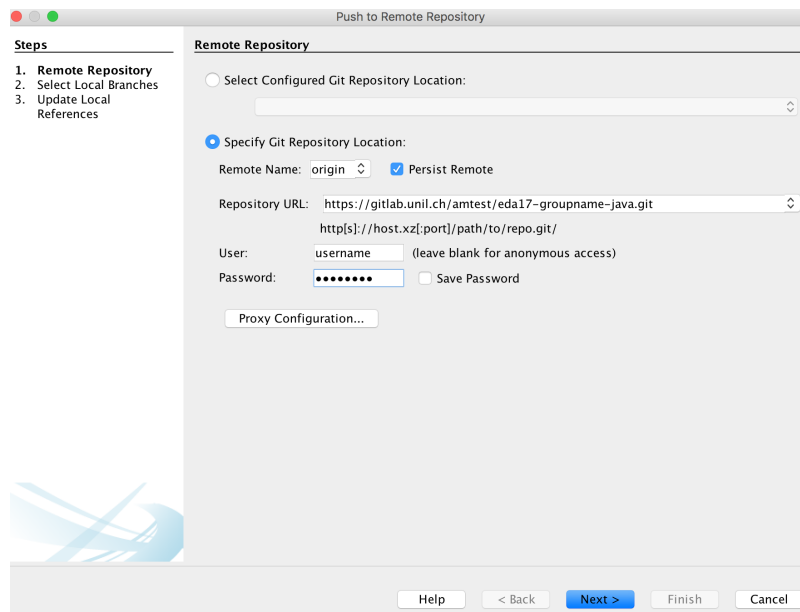 Push to Remote Repository
Steps
1. Remote Repository
2. Select Local Branches
3. Update Local
References
Remote Repository
Select Configured Git Repository Location:
Specify Git Repository Location:
Remote Name: origin Persist Remote
Repository URL: https://gitlab.unil.ch/amtest/eda17-groupname-java.git
http[s]://host.xz[:port]/path/to/repo.git/
User: username (leave blank for anonymous access)
Password: •••••••• Save Password
Proxy Configuration...
Help < Back Next > Finish Cancel